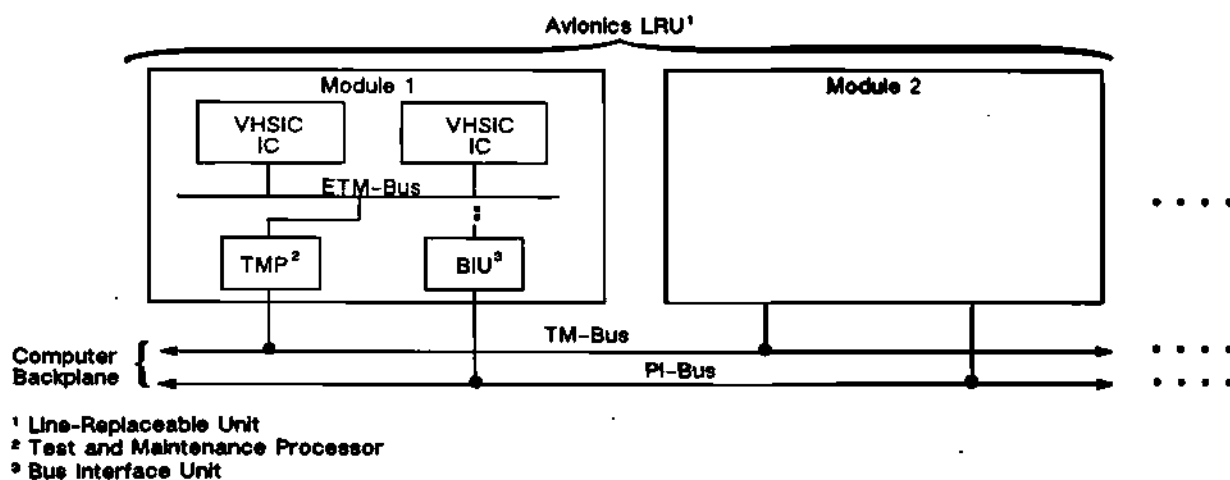 Avionics LRU¹
Module 1
Module 2
VHSIC
IC
VHSIC
IC
ETM-Bus
TMP²
BIU³
TM-Bus
Computer
Backplane
PI-Bus
¹ Line-Replaceable Unit
² Test and Maintenance Processor
³ Bus Interface Unit